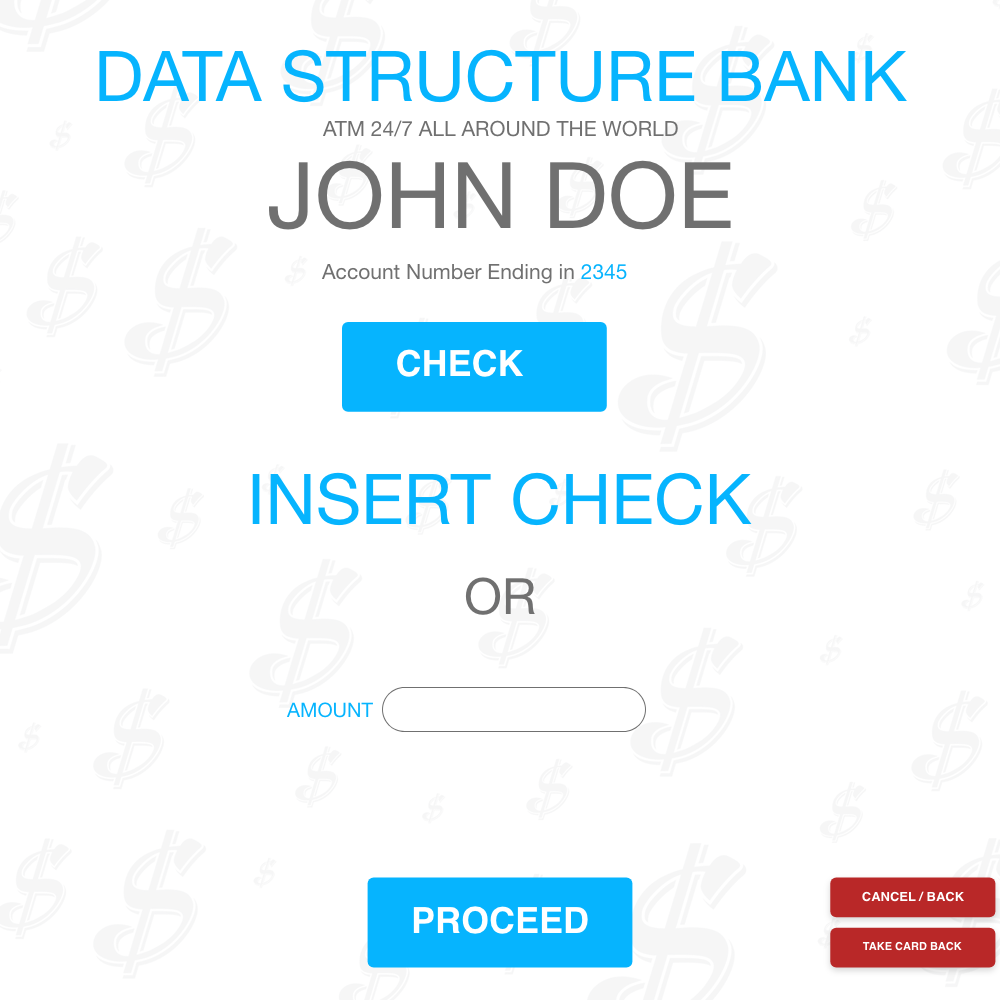 DATA STRUCTURE BANK
ATM 24/7 ALL AROUND THE WORLD
JOHN DOE
Account Number Ending in 2345
CHECK
INSERT CHECK
OR
AMOUNT
PROCEED
CANCEL / BACK
TAKE CARD BACK